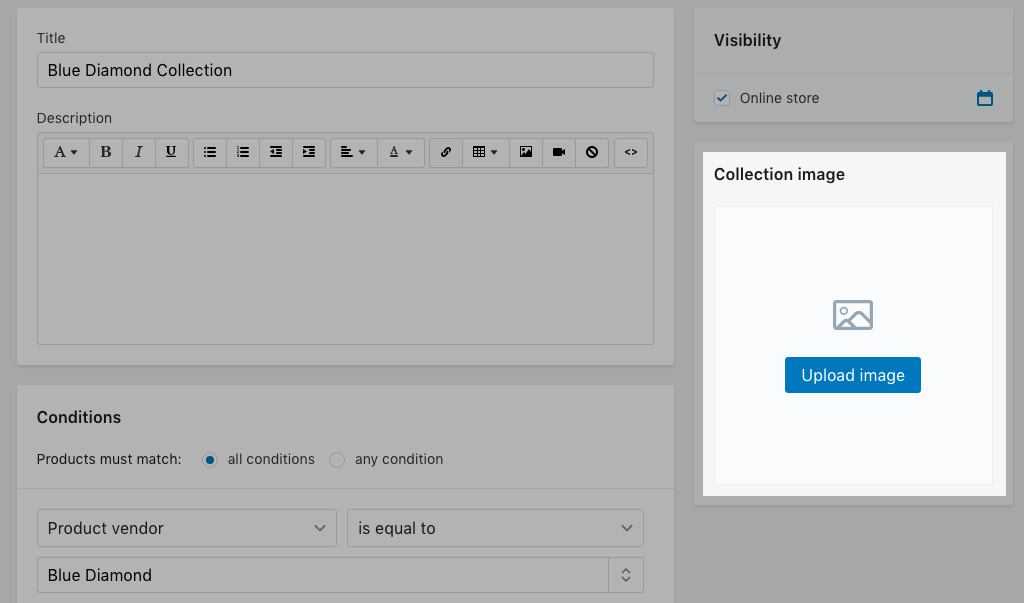 Title
Blue Diamond Collection
Description
A B I U A <>
Conditions
Products must match: all conditions any condition
Product vendor is equal to
Blue Diamond
Visibility
Online store
Collection image
Upload image